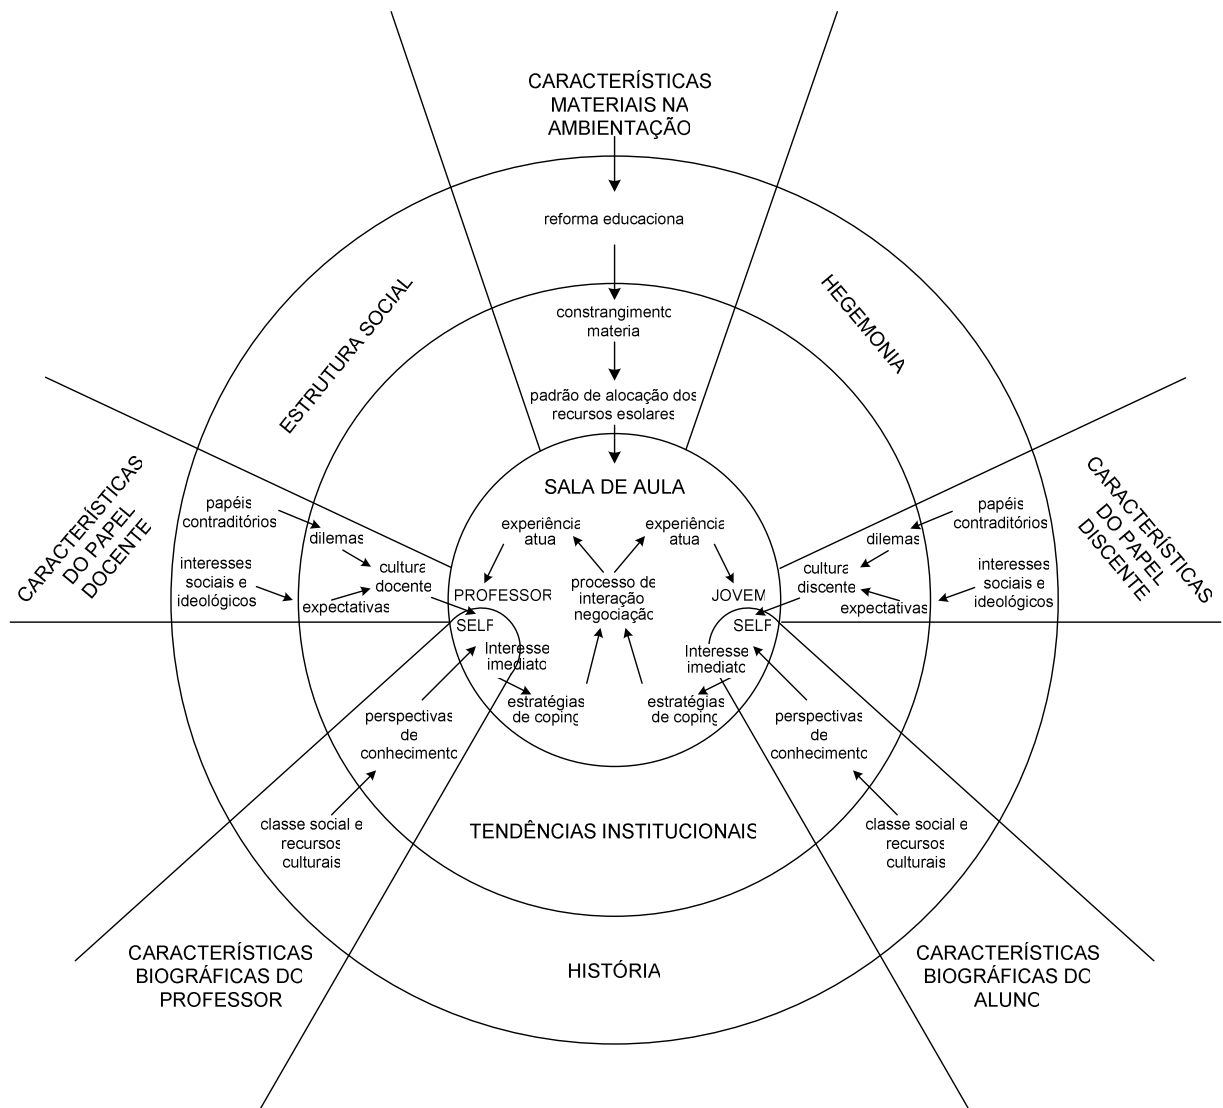 CARACTERÍSTICAS
MATERIAIS NA
AMBIENTAÇÃO
reforma educaciona
ESTRUTURA SOCIAL
HEGEMONIA
constrangimento
materia
padrão de alocação dos
recursos esolares
SALA DE AULA
CARACTERÍSTICAS
DO PAPEL
DOCENTE
papéis
contraditórios
dilemas
interesses
sociais e
ideológicos
expectativas
cultura
docente
experiência
atua
experiência
atua
processo de
interação
negociação
PROFESSOR
SELF
Interesse
imediato
estratégias
de coping
JOVEM
SELF
Interesse
imediato
estratégias
de coping
cultura
discente
dilemas
expectativas
papéis
contraditórios
interesses
sociais e
ideológicos
CARACTERÍSTICAS
DO PAPEL
DISCENTE
perspectivas
de
conhecimento
classe social e
recursos
culturais
perspectivas
de
conhecimento
classe social e
recursos
culturais
TENDÊNCIAS INSTITUCIONAIS
HISTÓRIA
CARACTERÍSTICAS
BIOGRÁFICAS DO
PROFESSOR
CARACTERÍSTICAS
BIOGRÁFICAS DO
ALUNO